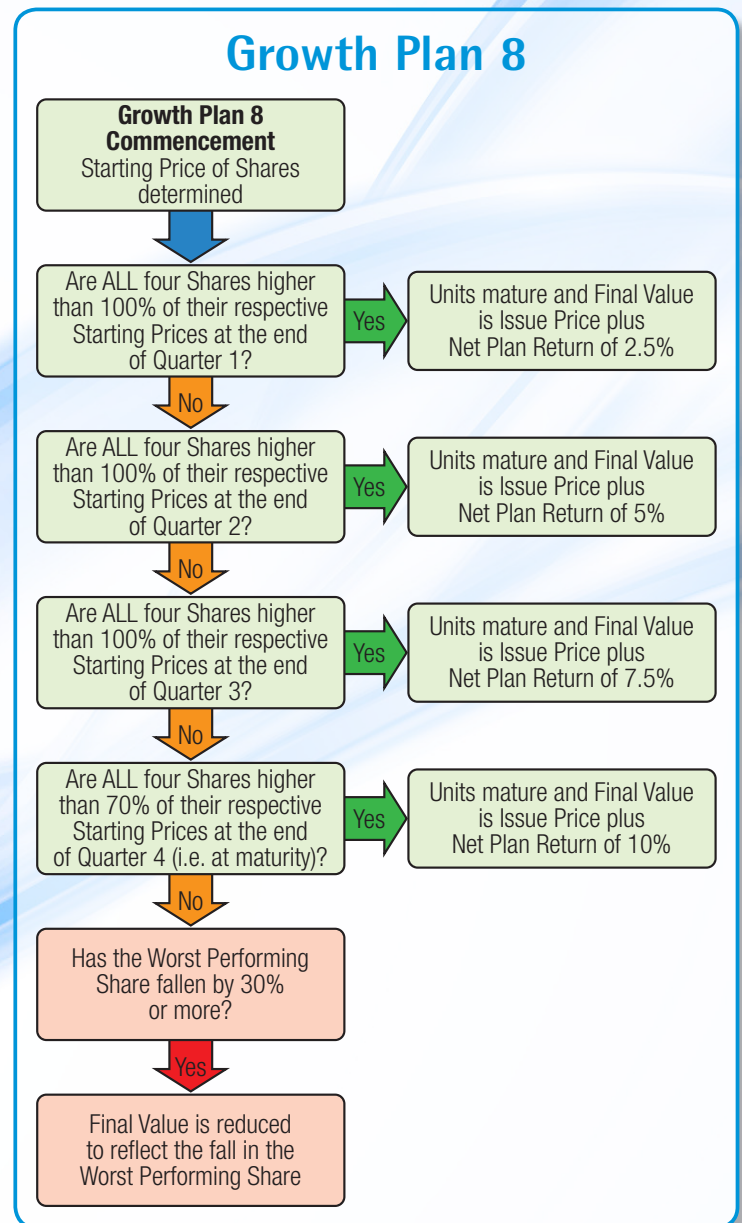 Growth Plan 8
Growth Plan 8
Commencement
Starting Price of Shares
determined
Are ALL four Shares higher
than 100% of their respective
Starting Prices at the end
of Quarter 1?
Yes
Units mature and Final Value
is Issue Price plus
Net Plan Return of 2.5%
No
Are ALL four Shares higher
than 100% of their respective
Starting Prices at the end
of Quarter 2?
Yes
Units mature and Final Value
is Issue Price plus
Net Plan Return of 5%
No
Are ALL four Shares higher
than 100% of their respective
Starting Prices at the end
of Quarter 3?
Yes
Units mature and Final Value
is Issue Price plus
Net Plan Return of 7.5%
No
Are ALL four Shares higher
than 70% of their respective
Starting Prices at the end
of Quarter 4 (i.e. at maturity)?
Yes
Units mature and Final Value
is Issue Price plus
Net Plan Return of 10%
No
Has the Worst Performing
Share fallen by 30%
or more?
Yes
Final Value is reduced
to reflect the fall in the
Worst Performing Share